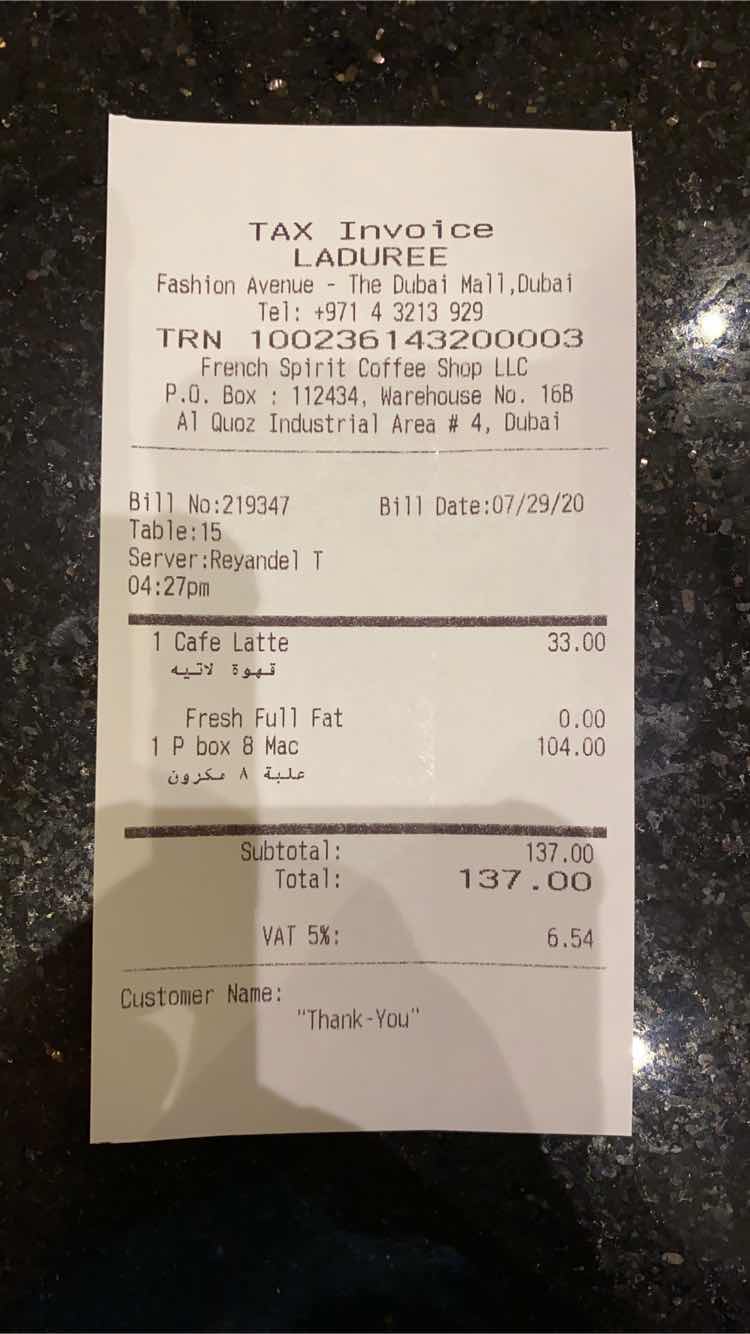 TAX Invoice
LADUREE
Fashion Avenue - The Dubai Mall,Dubai
Tel: +971 4 3213 929
TRN 100236143200003
French Spirit Coffee Shop LLC
P.O. Box : 112434, Warehouse No. 16B
Al Quoz Industrial Area # 4, Dubai
Bill No:219347 Bill Date:07/29/20
Table:15
Server:Reyandel T
04:27pm
1 Cafe Latte 33.00
قهوة لاتيه
Fresh Full Fat 0.00
1 P box 8 Mac 104.00
علبة ٨ مكرون
Subtotal: 137.00
Total: 137.00
VAT 5%: 6.54
Customer Name:
"Thank-You"